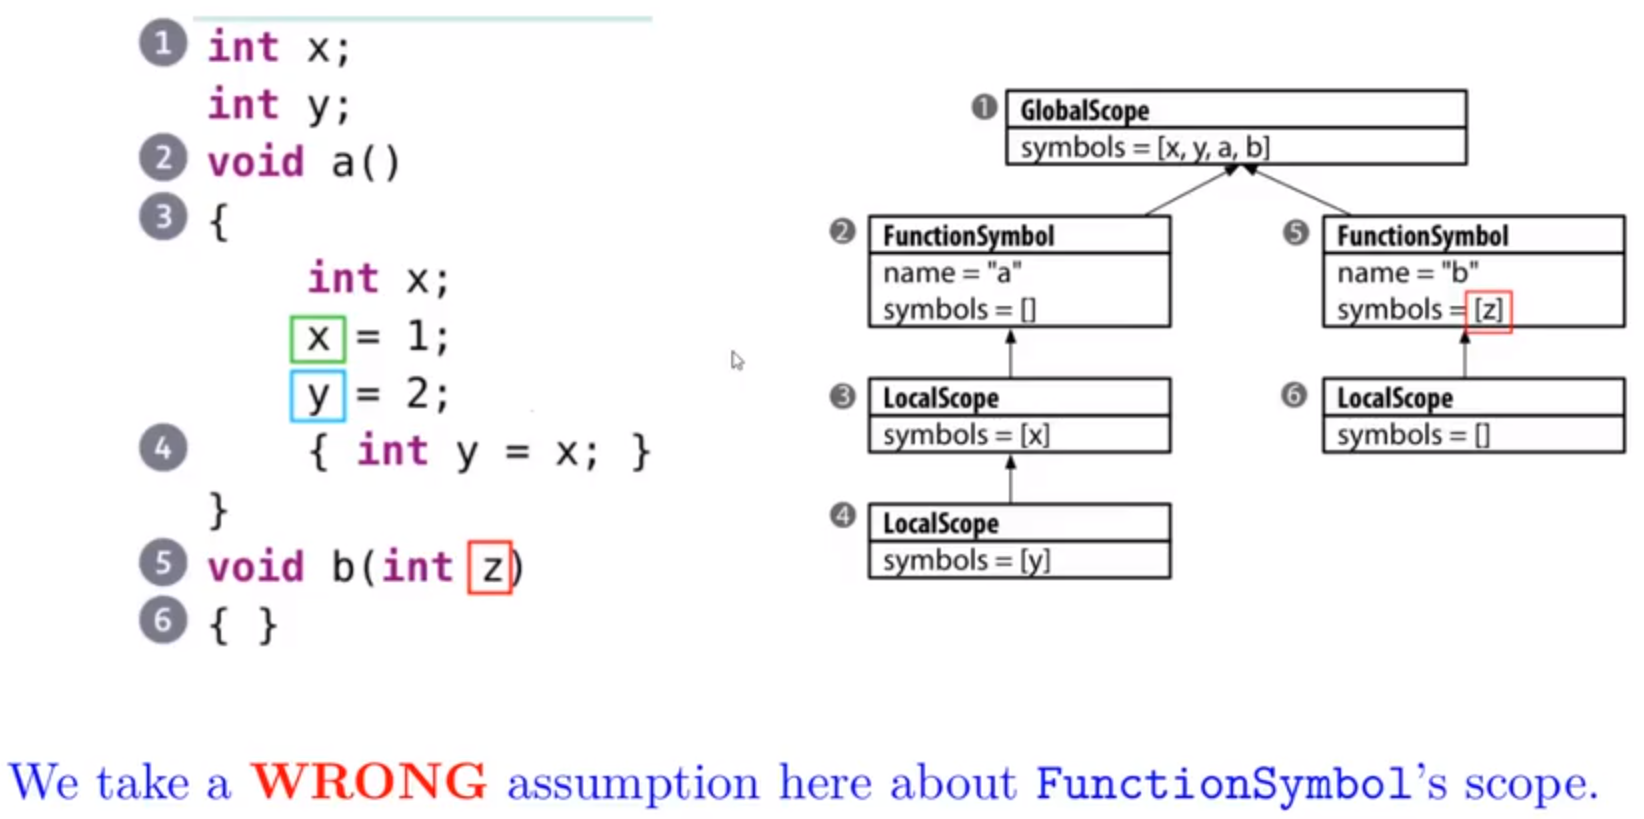 1 int x;
int y;
2 void a()
3 {
int x;
x = 1;
y = 2;
4 { int y = x; }
}
5 void b(int z)
6 { }
1 GlobalScope
symbols = [x, y, a, b]
2 FunctionSymbol
name = "a"
symbols = []
5 FunctionSymbol
name = "b"
symbols = [z]
3 LocalScope
symbols = [x]
6 LocalScope
symbols = []
4 LocalScope
symbols = [y]
We take a WRONG assumption here about FunctionSymbol's scope.